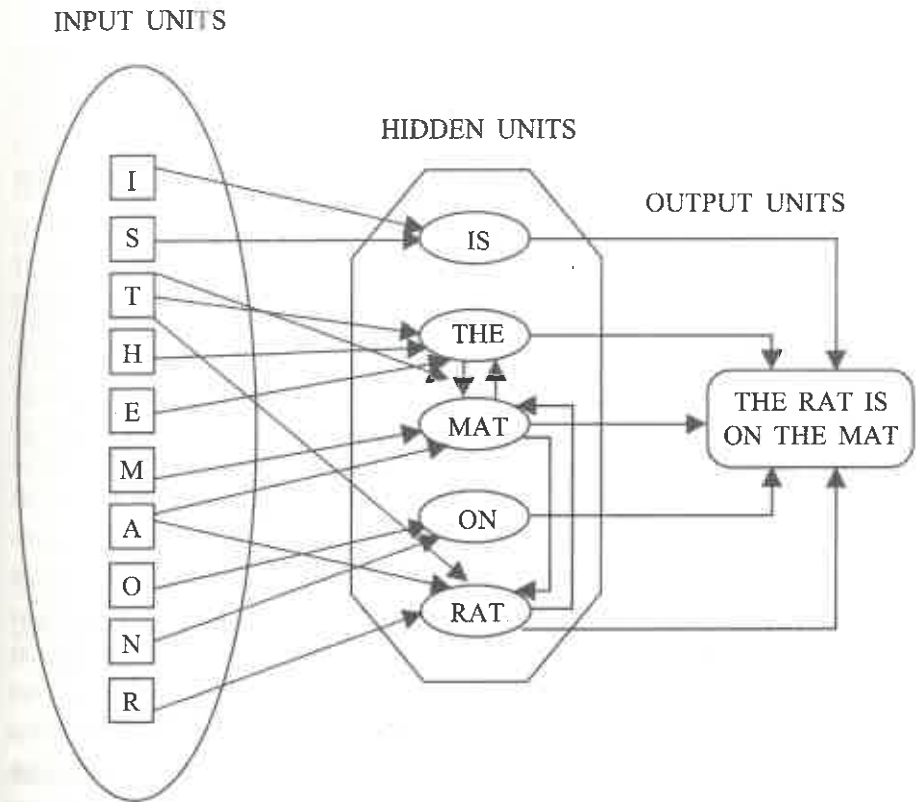 INPUT UNITS
HIDDEN UNITS
OUTPUT UNITS
I
S
T
H
E
M
A
O
N
R
IS
THE
MAT
ON
RAT
THE RAT IS
ON THE MAT